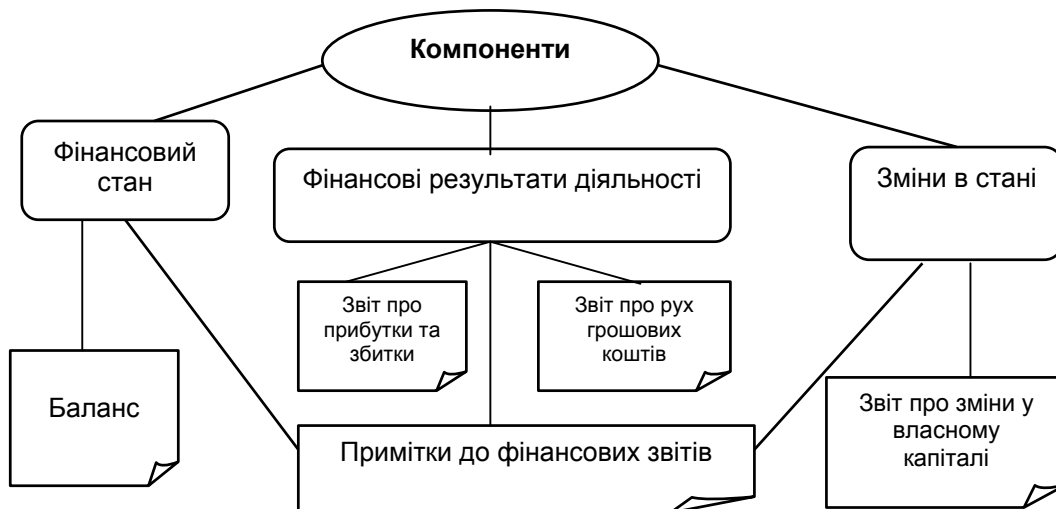 Компоненти
Фінансовий
стан
Фінансові результати діяльності
Зміни в стані
Звіт про
прибутки та
збитки
Звіт про рух
грошових
коштів
Баланс
Примітки до фінансових звітів
Звіт про зміни у
власному
капіталі